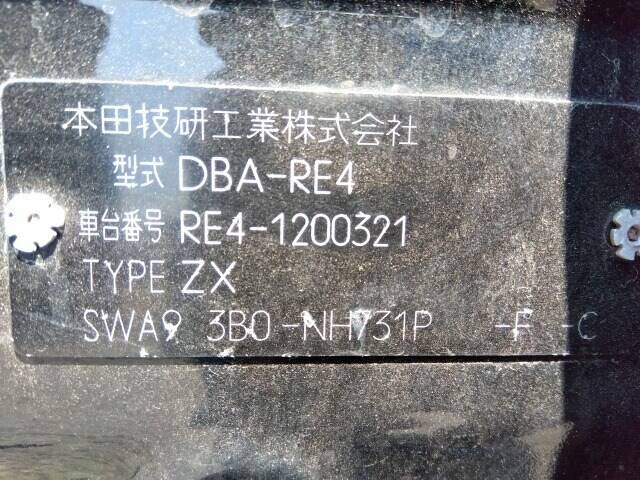 本田技研工業株式会社
型式 DBA-RE4
車台番号 RE4-1200321
TYPE ZX
SWA9 3B0-NH731P -F -C